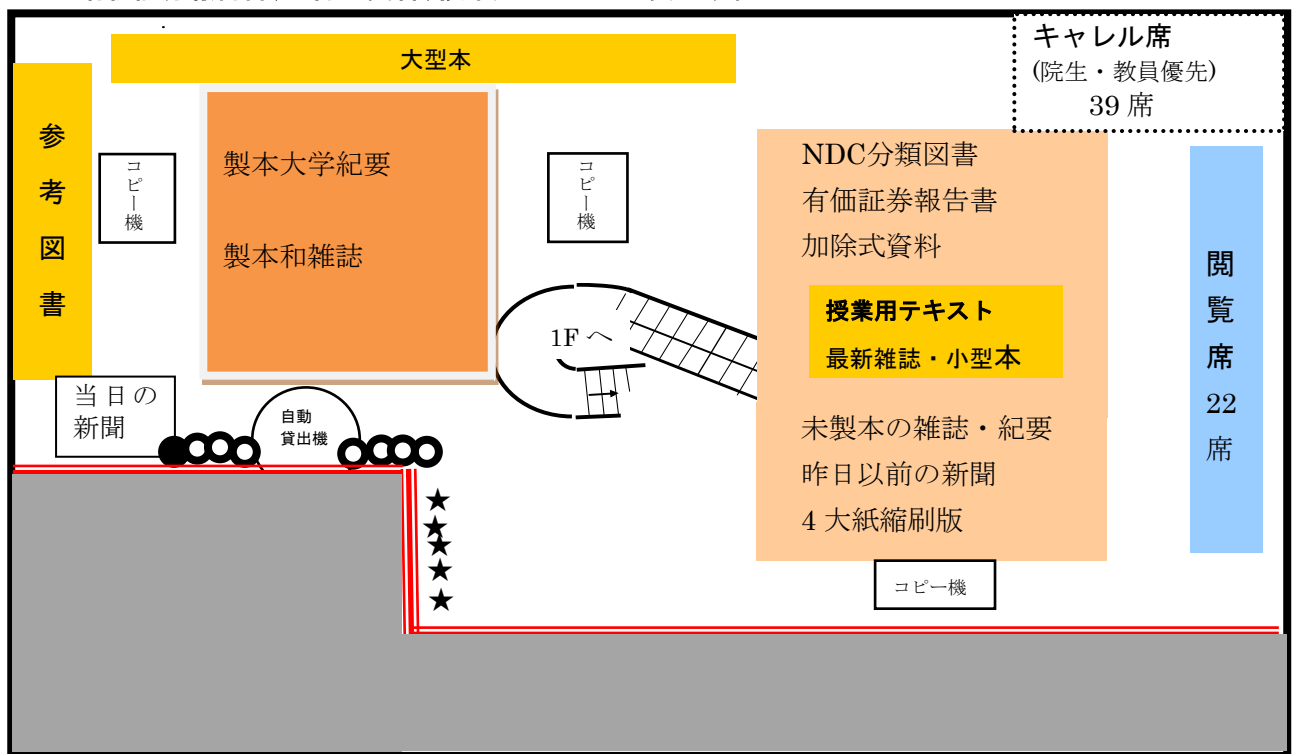 キャレル席
(院生・教員優先)
39 席
大型本
参考図書
コピー機
製本大学紀要
製本和雑誌
コピー機
NDC分類図書
有価証券報告書
加除式資料
授業用テキスト
最新雑誌・小型本
未製本の雑誌・紀要
昨日以前の新聞
4 大紙縮刷版
閲覧席22席
1F へ
当日の
新聞
自動
貸出機
★
★
★
★
★
コピー機